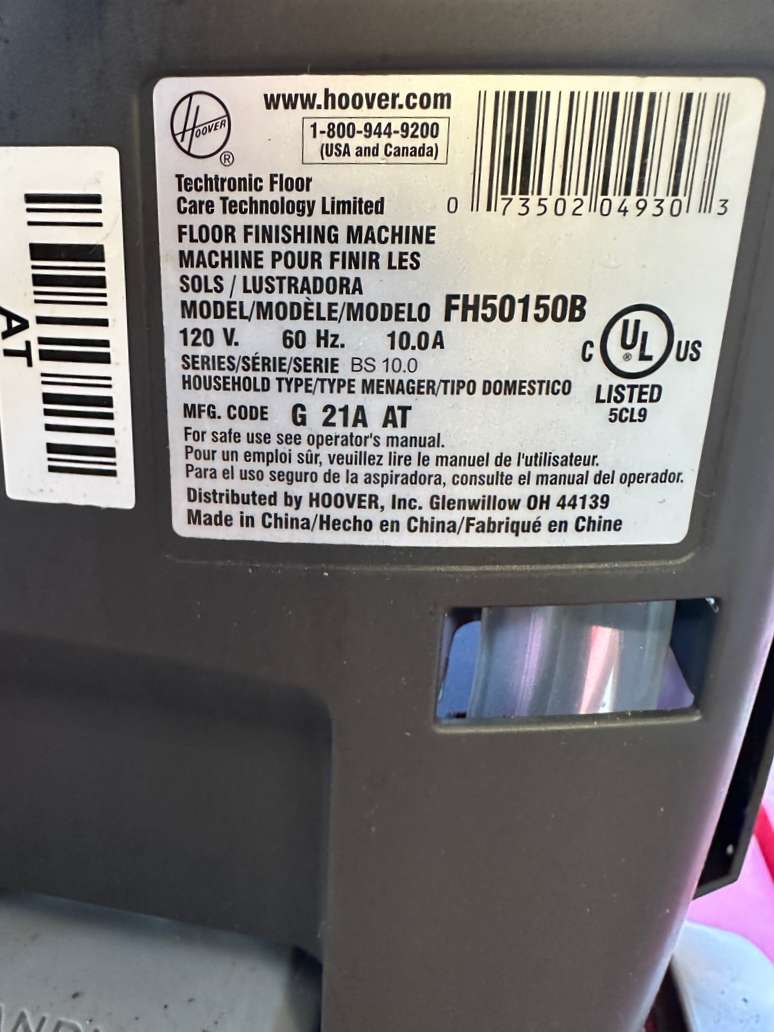 HOOVER
®
www.hoover.com
1-800-944-9200
(USA and Canada)
Techtronic Floor
Care Technology Limited
0 73502 04930 3
FLOOR FINISHING MACHINE
MACHINE POUR FINIR LES
SOLS / LUSTRADORA
MODEL/MODÈLE/MODELO FH50150B
120 V. 60 Hz. 10.0A
SERIES/SÉRIE/SERIE BS 10.0
HOUSEHOLD TYPE/TYPE MENAGER/TIPO DOMESTICO
C UL ® US
LISTED
5CL9
MFG. CODE G 21A AT
For safe use see operator's manual.
Pour un emploi sûr, veuillez lire le manuel de l'utilisateur.
Para el uso seguro de la aspiradora, consulte el manual del operador.
Distributed by HOOVER, Inc. Glenwillow OH 44139
Made in China/Hecho en China/Fabriqué en Chine
AT